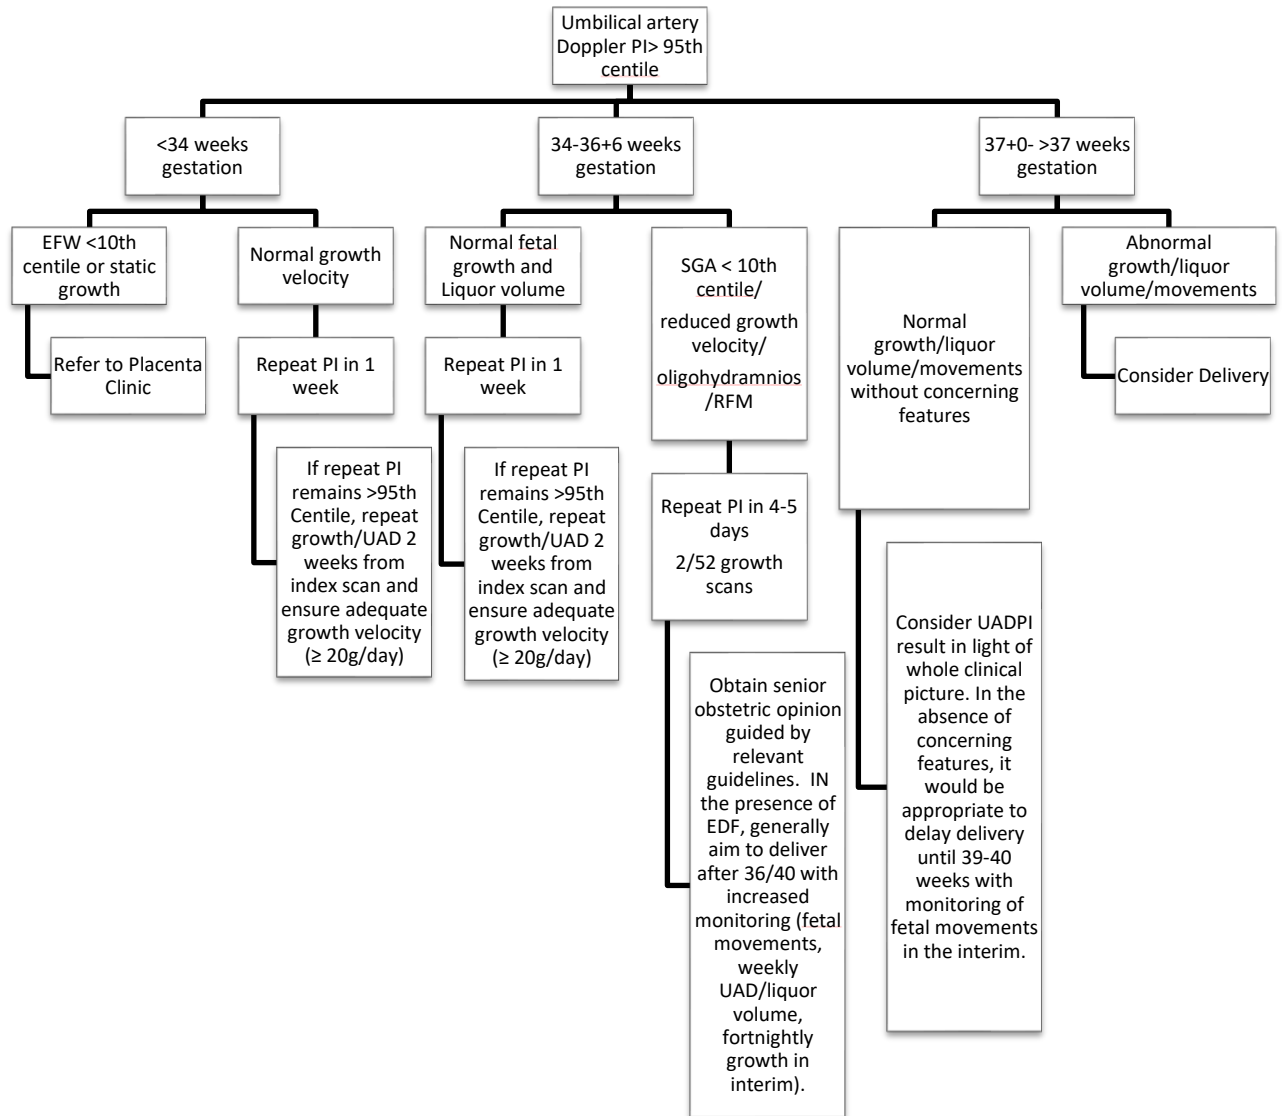 Umbilical artery
Doppler PI> 95th
centile
<34 weeks
gestation
34-36+6 weeks
gestation
37+0- >37 weeks
gestation
EFW <10th
centile or static
growth
Normal growth
velocity
Normal fetal
growth and
Liquor volume
SGA < 10th
centile/
reduced growth
velocity/
oligohydramnios
/RFM
Normal
growth/liquor
volume/movements
without concerning
features
Abnormal
growth/liquor
volume/movements
Refer to Placenta
Clinic
Repeat PI in 1
week
Repeat PI in 1
week
Consider Delivery
If repeat PI
remains >95th
Centile, repeat
growth/UAD 2
weeks from
index scan and
ensure adequate
growth velocity
(≥ 20g/day)
If repeat PI
remains >95th
Centile, repeat
growth/UAD 2
weeks from
index scan and
ensure adequate
growth velocity
(≥ 20g/day)
Repeat PI in 4-5
days
2/52 growth
scans
Obtain senior
obstetric opinion
guided by
relevant
guidelines.  IN
the presence of
EDF, generally
aim to deliver
after 36/40 with
increased
monitoring (fetal
movements,
weekly
UAD/liquor
volume,
fortnightly
growth in
interim).
Consider UADPI
result in light of
whole clinical
picture. In the
absence of
concerning
features, it
would be
appropriate to
delay delivery
until 39-40
weeks with
monitoring of
fetal movements
in the interim.